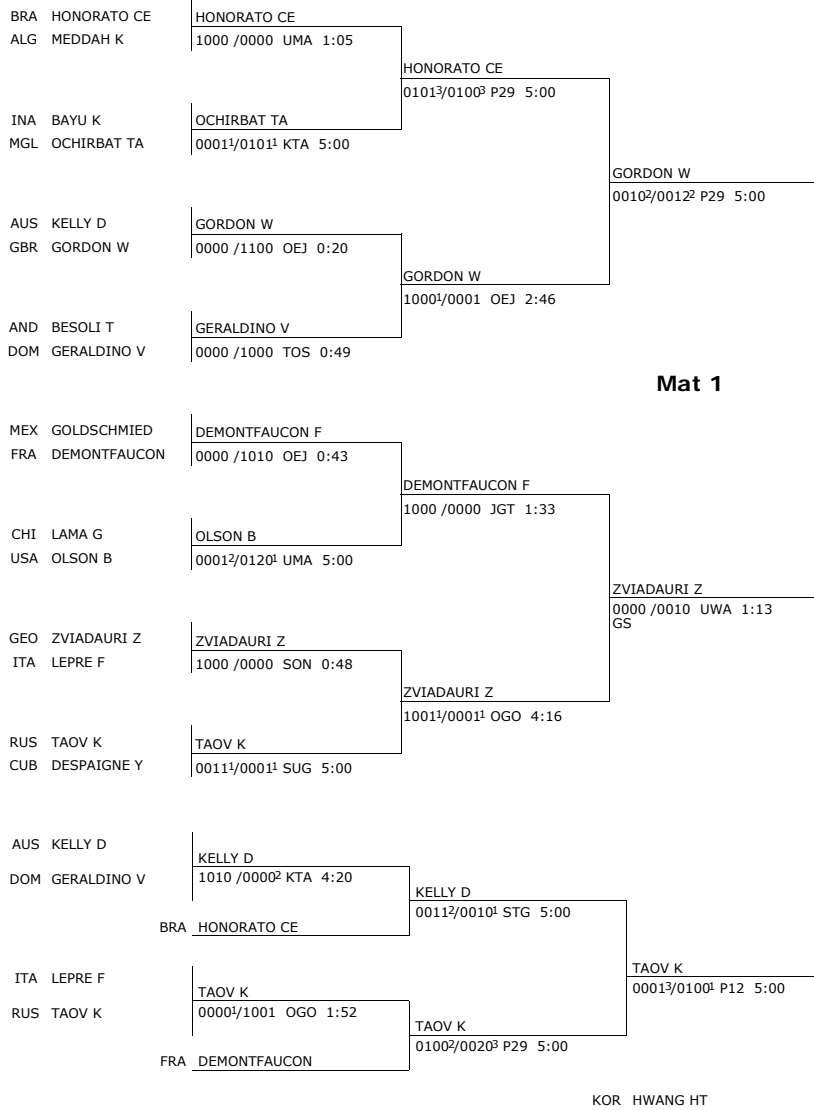 BRA HONORATO CE
ALG MEDDAH K
HONORATO CE
1000 /0000 UMA 1:05
HONORATO CE
0101³/0100³ P29 5:00
INA BAYU K
MGL OCHIRBAT TA
OCHIRBAT TA
0001¹/0101¹ KTA 5:00
GORDON W
0010²/0012² P29 5:00
AUS KELLY D
GBR GORDON W
GORDON W
0000 /1100 OEJ 0:20
GORDON W
1000¹/0001 OEJ 2:46
AND BESOLI T
DOM GERALDINO V
GERALDINO V
0000 /1000 TOS 0:49
Mat 1
MEX GOLDSCHMIED
FRA DEMONTFAUCON
DEMONTFAUCON F
0000 /1010 OEJ 0:43
DEMONTFAUCON F
1000 /0000 JGT 1:33
CHI LAMA G
USA OLSON B
OLSON B
0001²/0120¹ UMA 5:00
ZVIADAURI Z
0000 /0010 UWA 1:13
GS
GEO ZVIADAURI Z
ITA LEPRE F
ZVIADAURI Z
1000 /0000 SON 0:48
ZVIADAURI Z
1001¹/0001¹ OGO 4:16
RUS TAOV K
CUB DESPAIGNE Y
TAOV K
0011¹/0001¹ SUG 5:00
AUS KELLY D
DOM GERALDINO V
KELLY D
1010 /0000² KTA 4:20
KELLY D
0011²/0010¹ STG 5:00
BRA HONORATO CE
TAOV K
0001³/0100¹ P12 5:00
ITA LEPRE F
RUS TAOV K
TAOV K
0000¹/1001 OGO 1:52
TAOV K
0100²/0020³ P29 5:00
FRA DEMONTFAUCON
KOR HWANG HT